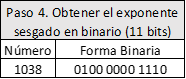 Paso 4. Obtener el exponente
sesgado en binario (11 bits)
Número Forma Binaria
1038 0100 0000 1110